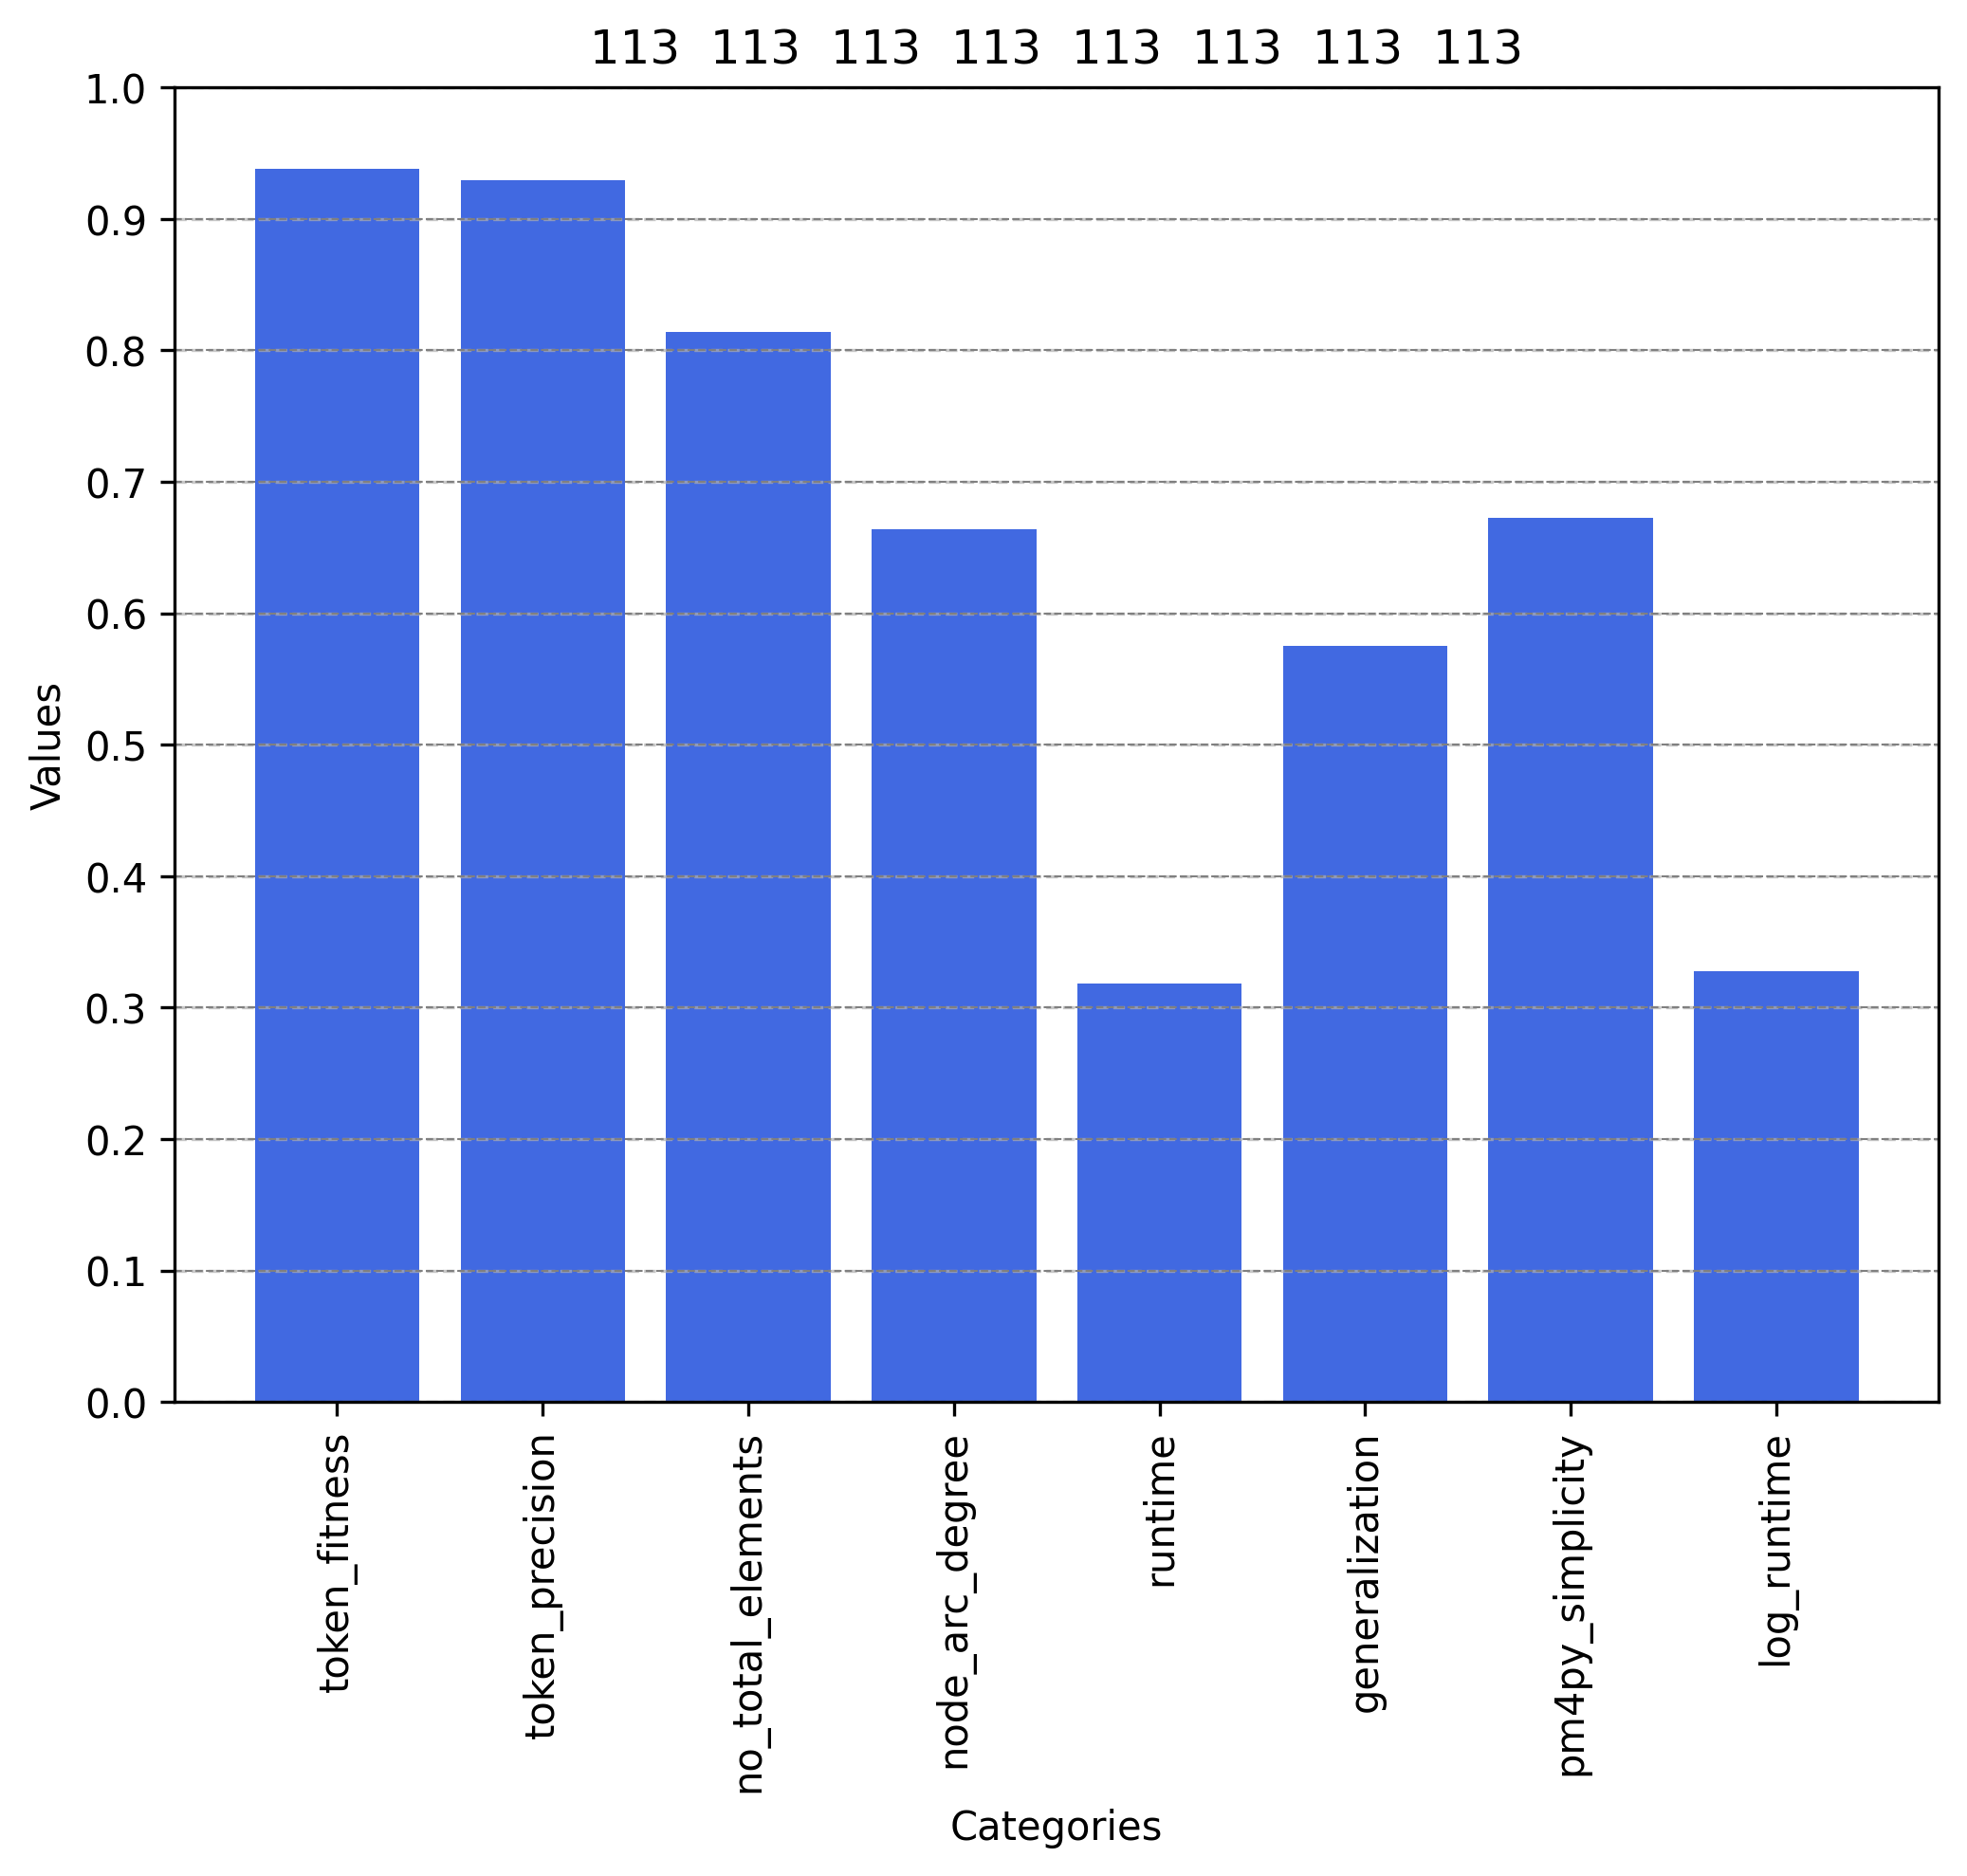 113 113 113 113 113 113 113 113
1.0
0.9
0.8
0.7
0.6
0.5
0.4
0.3
0.2
0.1
0.0
Values
token_fitness
token_precision
no_total_elements
node_arc_degree
runtime
generalization
pm4py_simplicity
log_runtime
Categories